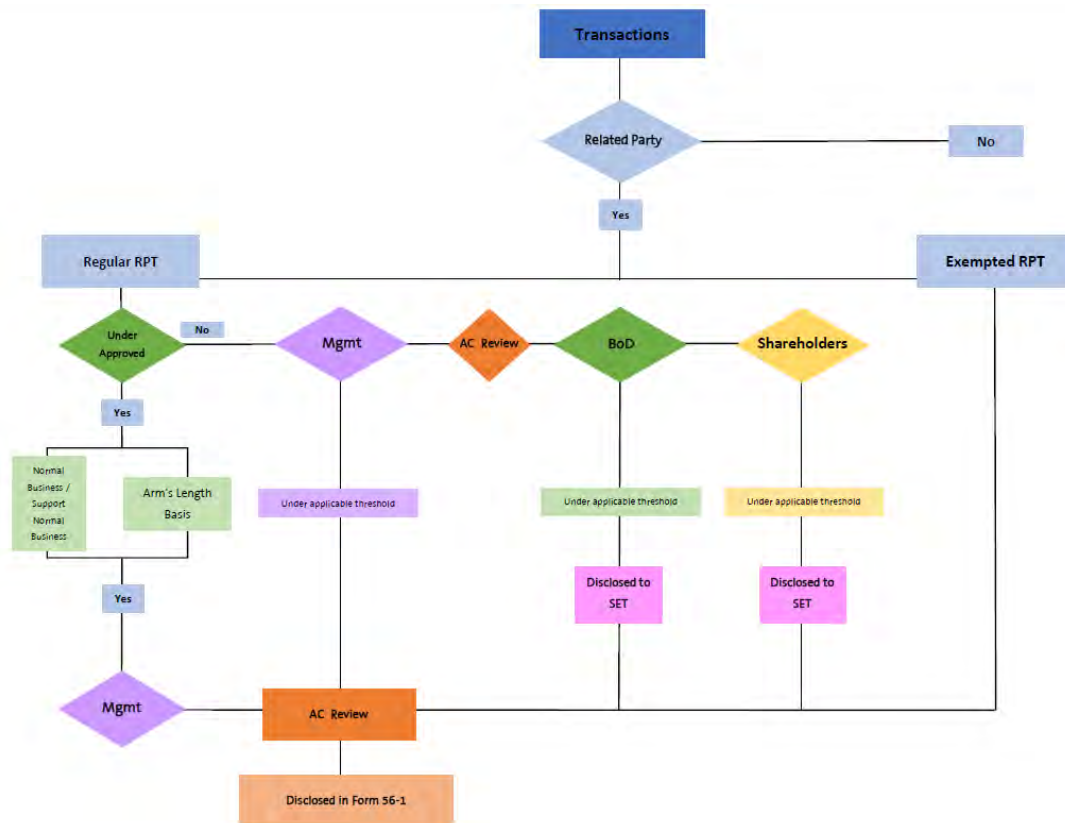 Transactions
Related Party
No
Yes
Regular RPT
Exempted RPT
Under
Approved
No
Mgmt
AC Review
BoD
Shareholders
Yes
Normal
Business /
Support
Normal
Business
Arm's Length
Basis
Under applicable threshold
Under applicable threshold
Under applicable threshold
Disclosed to
SET
Disclosed to
SET
Yes
Mgmt
AC Review
Disclosed in Form 56-1